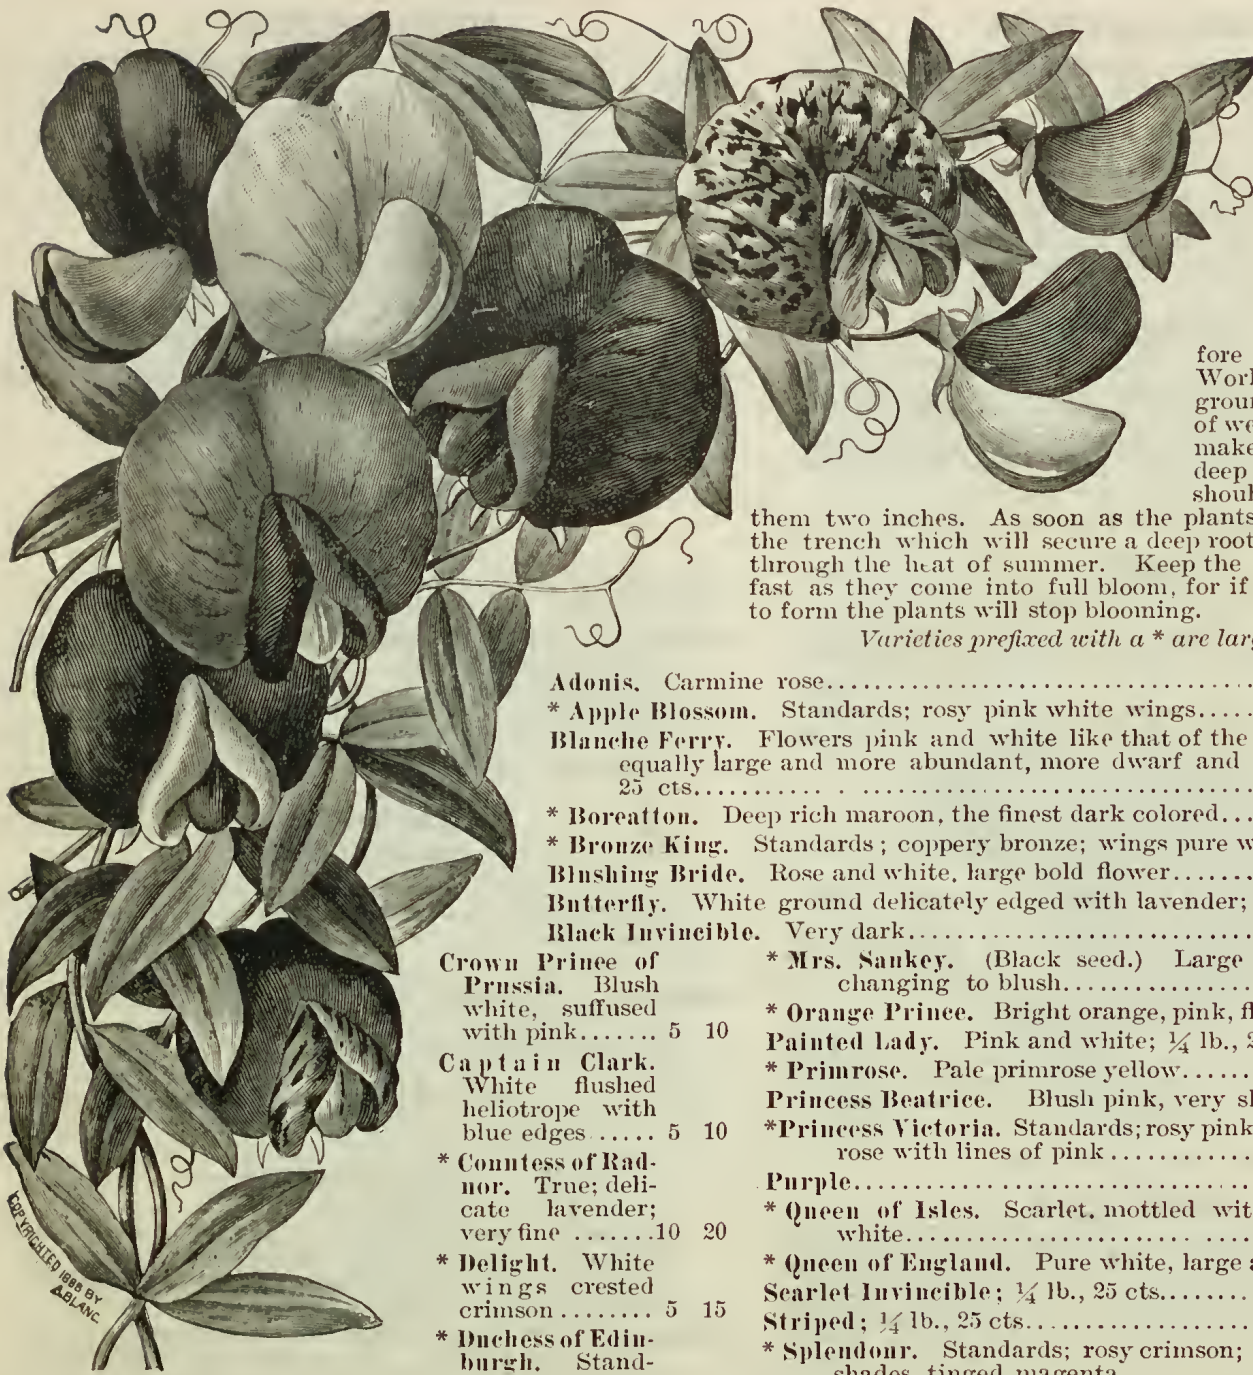 fore
Worl
groun
of we
make
deep
shoul
them two inches. As soon as the plants
the trench which will secure a deep root
through the heat of summer. Keep the
fast as they come into full bloom, for if
to form the plants will stop blooming.
Varieties prefixed with a * are larg
Adonis. Carmine rose
* Apple Blossom. Standards; rosy pink white wings
Blanche Ferry. Flowers pink and white like that of the
equally large and more abundant, more dwarf and
25 cts.
* Boreatton. Deep rich maroon, the finest dark colored
* Bronze King. Standards; coppery bronze; wings pure w
Blushing Bride. Rose and white, large bold flower
Butterfly. White ground delicately edged with lavender;
Black Invincible. Very dark
Crown Prince of
Prussia. Blush
white, suffused
with pink....... 5 10
Captain Clark.
White flushed
heliotrope with
blue edges ..... 5 10
* Countess of Rad-
nor. True; deli-
cate lavender;
very fine .......10 20
* Delight. White
wings crested
crimson ........ 5 15
* Duchess of Edin-
burgh. Stand-
* Mrs. Sankey. (Black seed.) Large
changing to blush
* Orange Prince. Bright orange, pink, fl
Painted Lady. Pink and white; ¼ lb., 2
* Primrose. Pale primrose yellow
Princess Beatrice. Blush pink, very sl
*Princess Victoria. Standards; rosy pink
rose with lines of pink
Purple
* Queen of Isles. Scarlet, mottled wit
white
* Queen of England. Pure white, large a
Scarlet Invincible; ¼ lb., 25 cts.
Striped; ¼ lb., 25 cts.
* Splendour. Standards; rosy crimson;
shades, tinged magenta
COPYRIGHTED 1888 BY
A.BLANC.